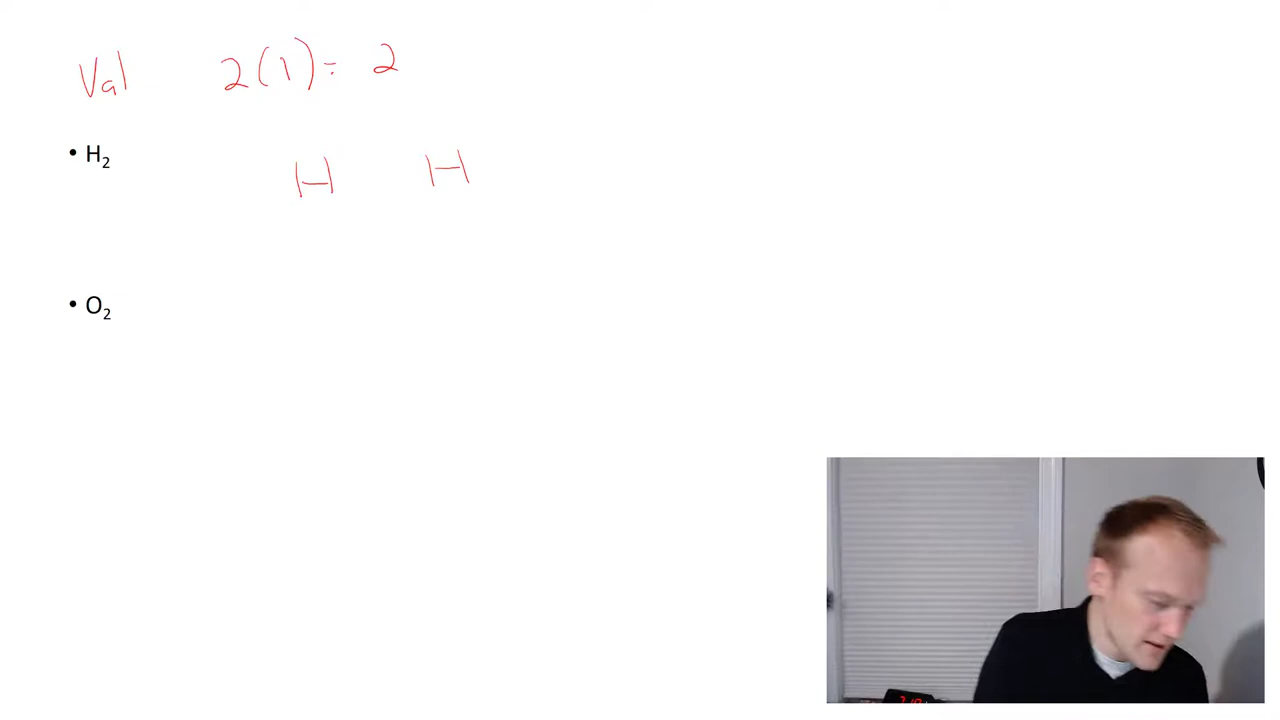 Val 2(1) = 2
• H₂
H H
• O₂